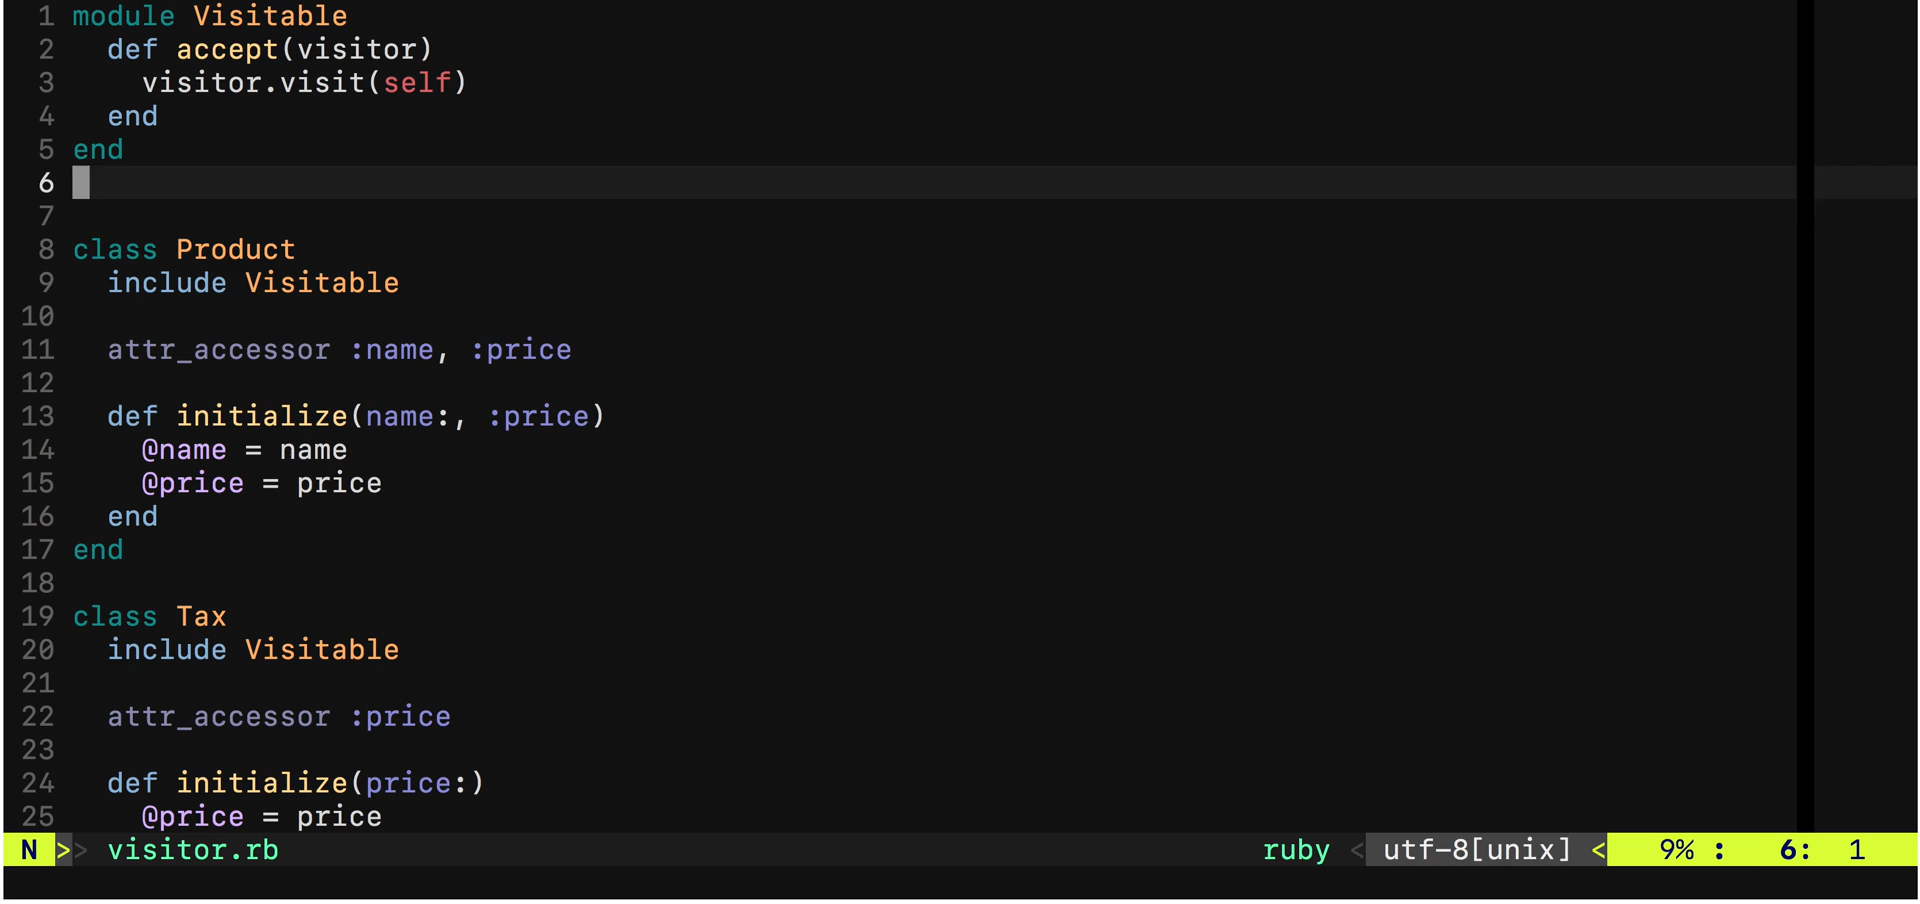 1 module Visitable
2   def accept(visitor)
3     visitor.visit(self)
4   end
5 end
6
7
8 class Product
9   include Visitable
10
11   attr_accessor :name, :price
12
13   def initialize(name:, :price)
14     @name = name
15     @price = price
16   end
17 end
18
19 class Tax
20   include Visitable
21
22   attr_accessor :price
23
24   def initialize(price:)
25     @price = price
N >> visitor.rb ruby < utf-8[unix] < 9% : 6: 1